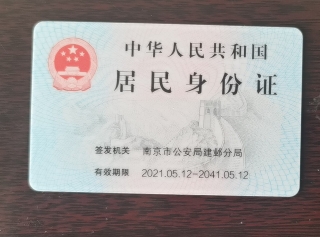 中华人民共和国
居民身份证
签发机关 南京市公安局建邺分局
有效期限 2021.05.12-2041.05.12